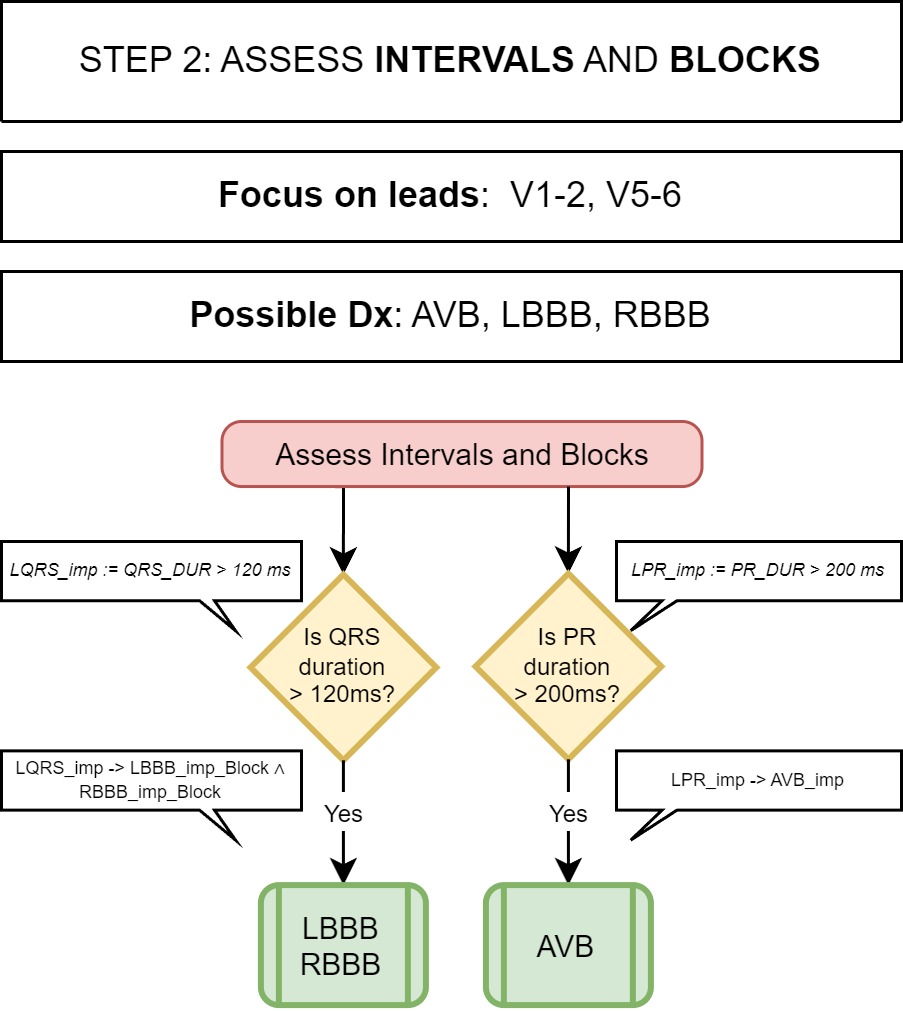 STEP 2: ASSESS INTERVALS AND BLOCKS
Focus on leads: V1-2, V5-6
Possible Dx: AVB, LBBB, RBBB
Assess Intervals and Blocks
LQRS_imp := QRS_DUR > 120 ms
LPR_imp := PR_DUR > 200 ms
Is QRS
duration
> 120ms?
Is PR
duration
> 200ms?
LQRS_imp -> LBBB_imp_Block ∧
RBBB_imp_Block
LPR_imp -> AVB_imp
Yes
Yes
LBBB
RBBB
AVB